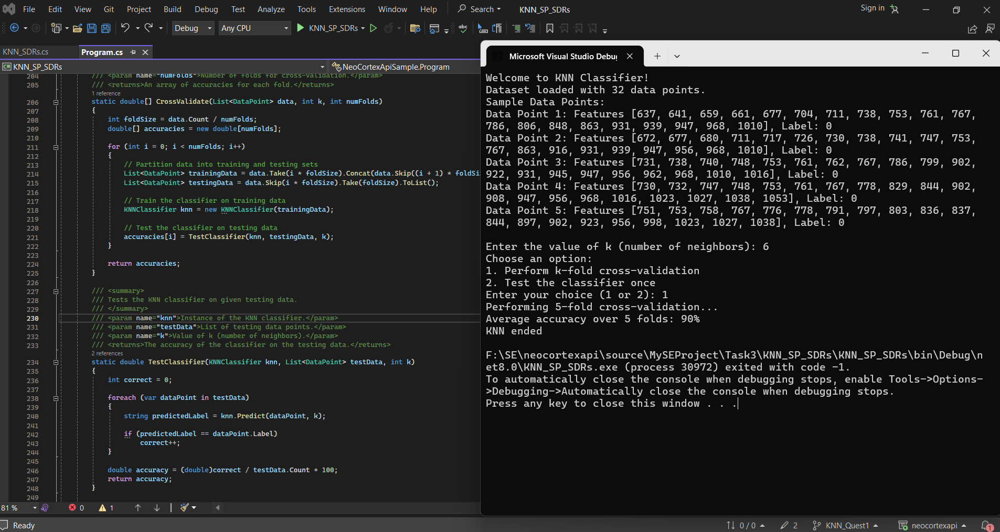 File Edit View Git Project Build Debug Test Analyze Tools Extensions Window Help Search KNN_SP_SDRs Sign in
Debug Any CPU KNN_SP_SDRs abc
KNN_SDRs.cs Program.cs
C# KNN_SP_SDRs NeoCortexApiSample.Program
204 /// <param name="numFolds">Number of folds for cross-validation.</param>
205 /// <returns>An array of accuracies for each fold.</returns>
1 reference
206 static double[] CrossValidate(List<DataPoint> data, int k, int numFolds)
207 {
208 int foldSize = data.Count / numFolds;
209 double[] accuracies = new double[numFolds];
210
211 for (int i = 0; i < numFolds; i++)
212 {
213 // Partition data into training and testing sets
214 List<DataPoint> trainingData = data.Take(i * foldSize).Concat(data.Skip((i + 1) * foldSi
215 List<DataPoint> testingData = data.Skip(i * foldSize).Take(foldSize).ToList();
216
217 // Train the classifier on training data
218 KNNClassifier knn = new KNNClassifier(trainingData);
219
220 // Test the classifier on testing data
221 accuracies[i] = TestClassifier(knn, testingData, k);
222 }
223
224 return accuracies;
225 }
226
227 /// <summary>
228 /// Tests the KNN classifier on given testing data.
229 /// </summary>
230 /// <param name="knn">Instance of the KNN classifier.</param>
231 /// <param name="testData">List of testing data points.</param>
232 /// <param name="k">Value of k (number of neighbors).</param>
233 /// <returns>The accuracy of the classifier on the testing data.</returns>
2 references
234 static double TestClassifier(KNNClassifier knn, List<DataPoint> testData, int k)
235 {
236 int correct = 0;
237
238 foreach (var dataPoint in testData)
239 {
240 string predictedLabel = knn.Predict(dataPoint, k);
241
242 if (predictedLabel == dataPoint.Label)
243 correct++;
244 }
245
246 double accuracy = (double)correct / testData.Count * 100;
247 return accuracy;
248 }
249
81 % 0 1
Microsoft Visual Studio Debug
Welcome to KNN Classifier!
Dataset loaded with 32 data points.
Sample Data Points:
Data Point 1: Features [637, 641, 659, 661, 677, 704, 711, 738, 753, 761, 767,
786, 806, 848, 863, 931, 939, 947, 968, 1010], Label: 0
Data Point 2: Features [672, 677, 680, 711, 717, 726, 730, 738, 741, 747, 753,
767, 863, 916, 931, 939, 947, 956, 968, 1010], Label: 0
Data Point 3: Features [731, 738, 740, 748, 753, 761, 762, 767, 786, 799, 902,
922, 931, 945, 947, 956, 962, 968, 1010, 1016], Label: 0
Data Point 4: Features [730, 732, 747, 748, 753, 761, 767, 778, 829, 844, 902,
908, 947, 956, 968, 1016, 1023, 1027, 1038, 1053], Label: 0
Data Point 5: Features [751, 753, 758, 767, 776, 778, 791, 797, 803, 836, 837,
844, 897, 902, 923, 956, 998, 1023, 1027, 1038], Label: 0
Enter the value of k (number of neighbors): 6
Choose an option:
1. Perform k-fold cross-validation
2. Test the classifier once
Enter your choice (1 or 2): 1
Performing 5-fold cross-validation...
Average accuracy over 5 folds: 90%
KNN ended
F:\SE\neocortexapi\source\MySEProject\Task3\KNN_SP_SDRs\KNN_SP_SDRs\bin\Debug\n
et8.0\KNN_SP_SDRs.exe (process 30972) exited with code -1.
To automatically close the console when debugging stops, enable Tools->Options-
>Debugging->Automatically close the console when debugging stops.
Press any key to close this window . . .
Ready 0 / 0 2 KNN_Quest1 neocortexapi 1